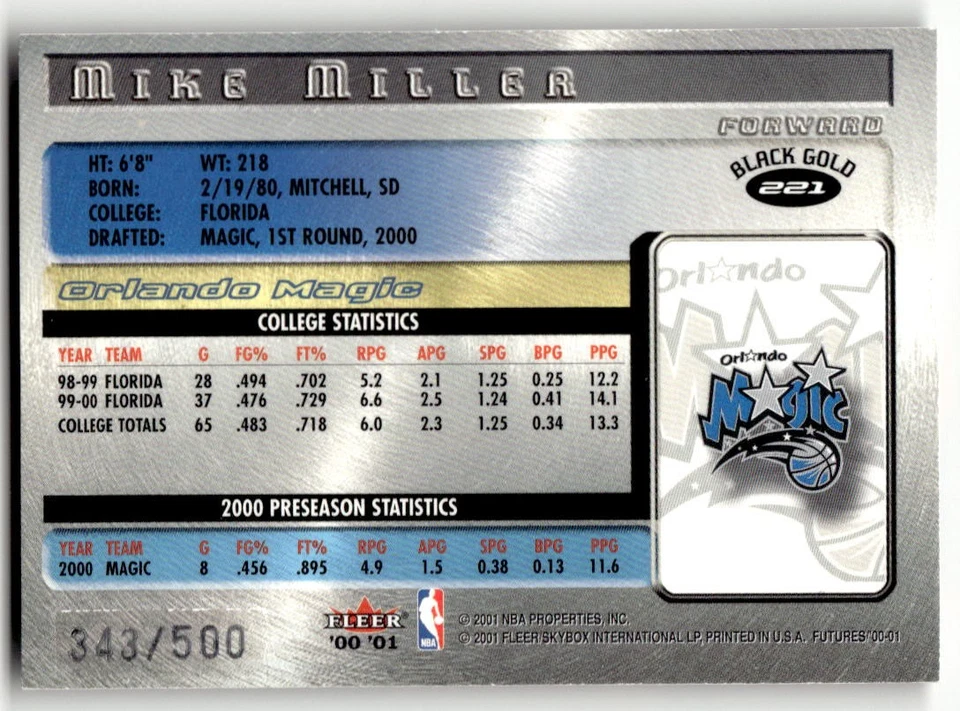 MIKE MILLER
FORWARD
BLACK GOLD
221
HT: 6'8" WT: 218
BORN: 2/19/80, MITCHELL, SD
COLLEGE: FLORIDA
DRAFTED: MAGIC, 1ST ROUND, 2000
Orlando Magic
COLLEGE STATISTICS
YEAR TEAM G FG% FT% RPG APG SPG BPG PPG
98-99 FLORIDA 28 .494 .702 5.2 2.1 1.25 0.25 12.2
99-00 FLORIDA 37 .476 .729 6.6 2.5 1.24 0.41 14.1
COLLEGE TOTALS 65 .483 .718 6.0 2.3 1.25 0.34 13.3
Orlando
Orlando
Magic
2000 PRESEASON STATISTICS
YEAR TEAM G FG% FT% RPG APG SPG BPG PPG
2000 MAGIC 8 .456 .895 4.9 1.5 0.38 0.13 11.6
343/500
FLEER
'00 '01
NBA
© 2001 NBA PROPERTIES, INC.
© 2001 FLEER/SKYBOX INTERNATIONAL LP, PRINTED IN U.S.A. FUTURES/'00-01